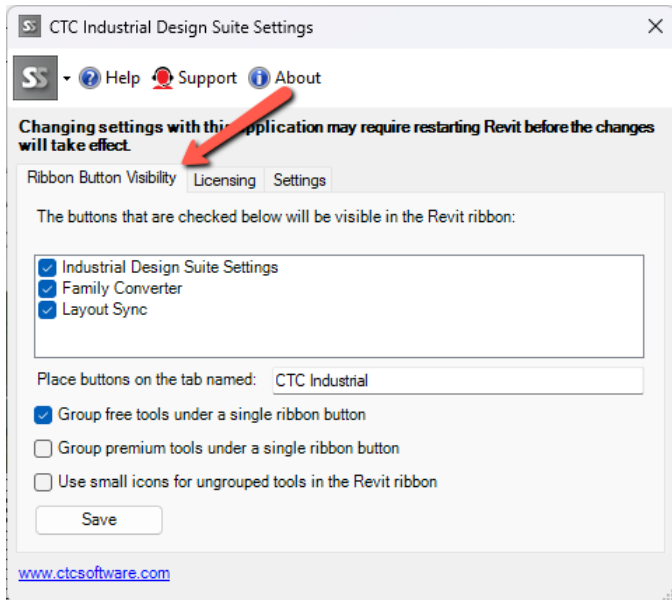 SS CTC Industrial Design Suite Settings
SS Help Support About
Changing settings with this application may require restarting Revit before the changes
will take effect.
Ribbon Button Visibility Licensing Settings
The buttons that are checked below will be visible in the Revit ribbon:
Industrial Design Suite Settings
Family Converter
Layout Sync
Place buttons on the tab named: CTC Industrial
Group free tools under a single ribbon button
Group premium tools under a single ribbon button
Use small icons for ungrouped tools in the Revit ribbon
Save
www.ctcsoftware.com